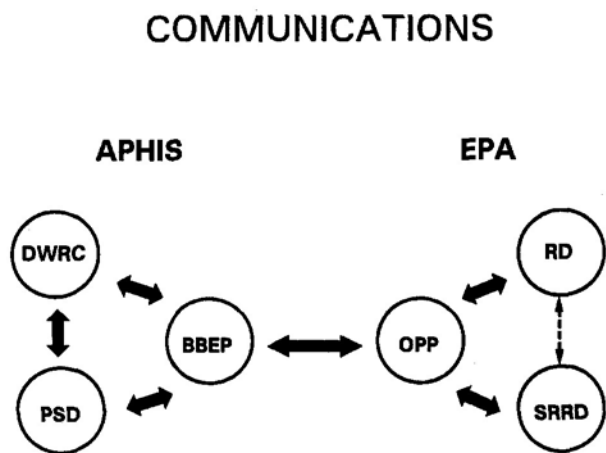 COMMUNICATIONS
APHIS EPA
DWRC RD
BBEP OPP
PSD SRRD